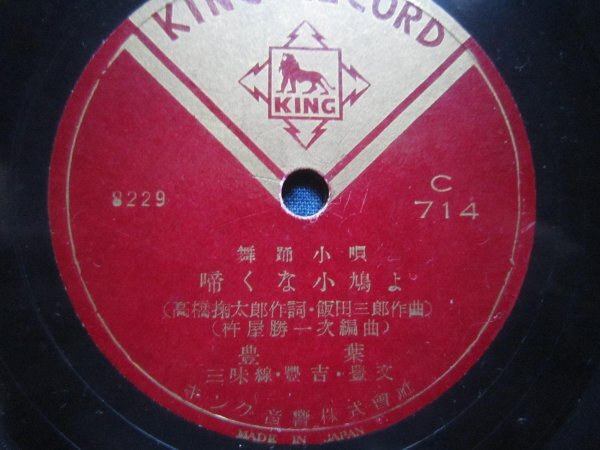 KING RECORD
KING
8229
C
714
舞踊小唄
啼くな小鳩よ
(高橋掬太郎作詞・飯田三郎作曲)
(杵屋勝一次編曲)
豊葉
三味線・豐吉・豐文
キング音響株式會社
MADE IN JAPAN